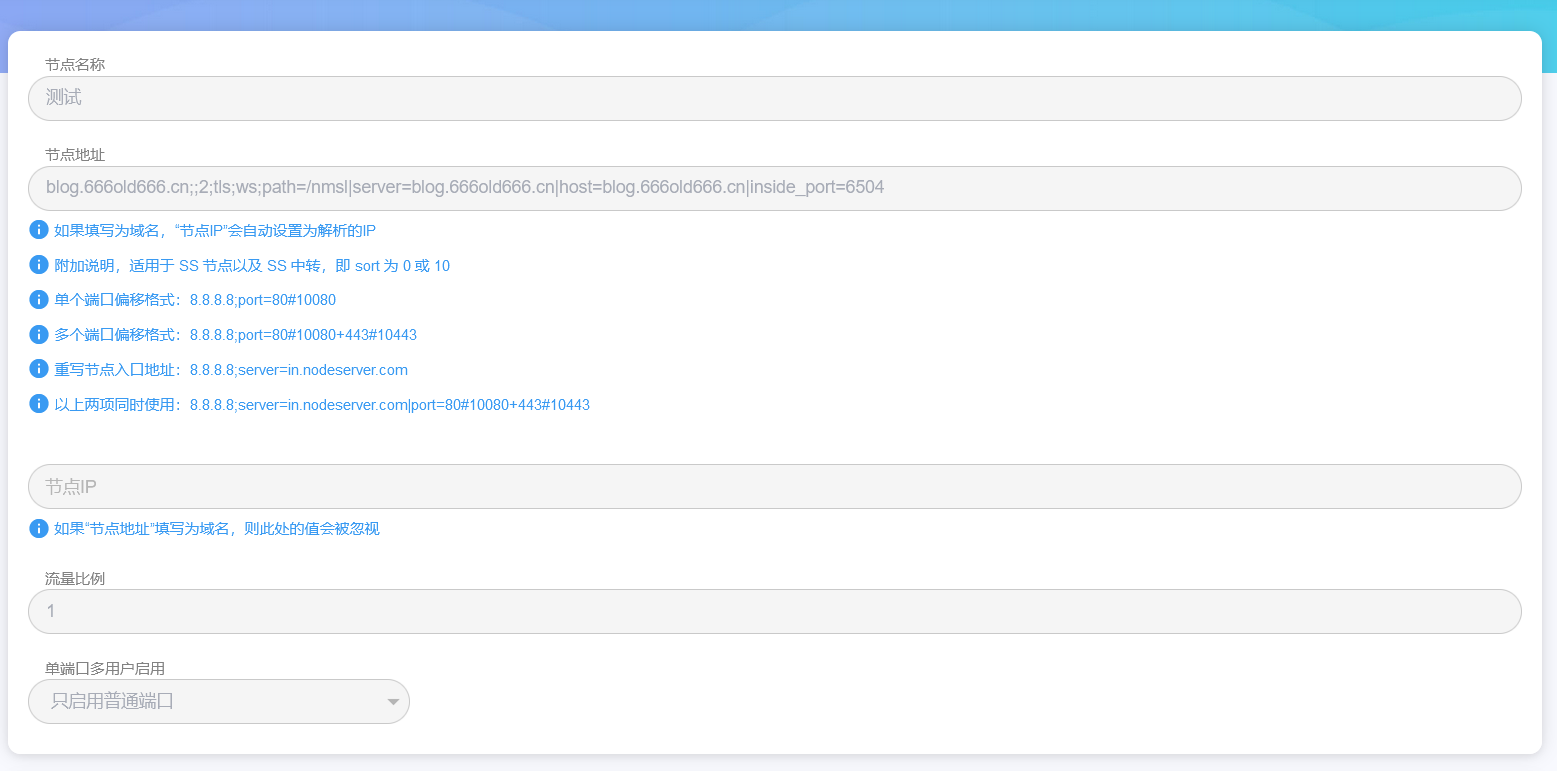 节点名称
测试
节点地址
blog.666old666.cn;;2;tls;ws;path=/nmsl|server=blog.666old666.cn|host=blog.666old666.cn|inside_port=6504
如果填写为域名，“节点IP”会自动设置为解析的IP
附加说明，适用于 SS 节点以及 SS 中转，即 sort 为 0 或 10
单个端口偏移格式：8.8.8.8;port=80#10080
多个端口偏移格式：8.8.8.8;port=80#10080+443#10443
重写节点入口地址：8.8.8.8;server=in.nodeserver.com
以上两项同时使用：8.8.8.8;server=in.nodeserver.com|port=80#10080+443#10443
节点IP
如果“节点地址”填写为域名，则此处的值会被忽视
流量比例
1
单端口多用户启用
只启用普通端口